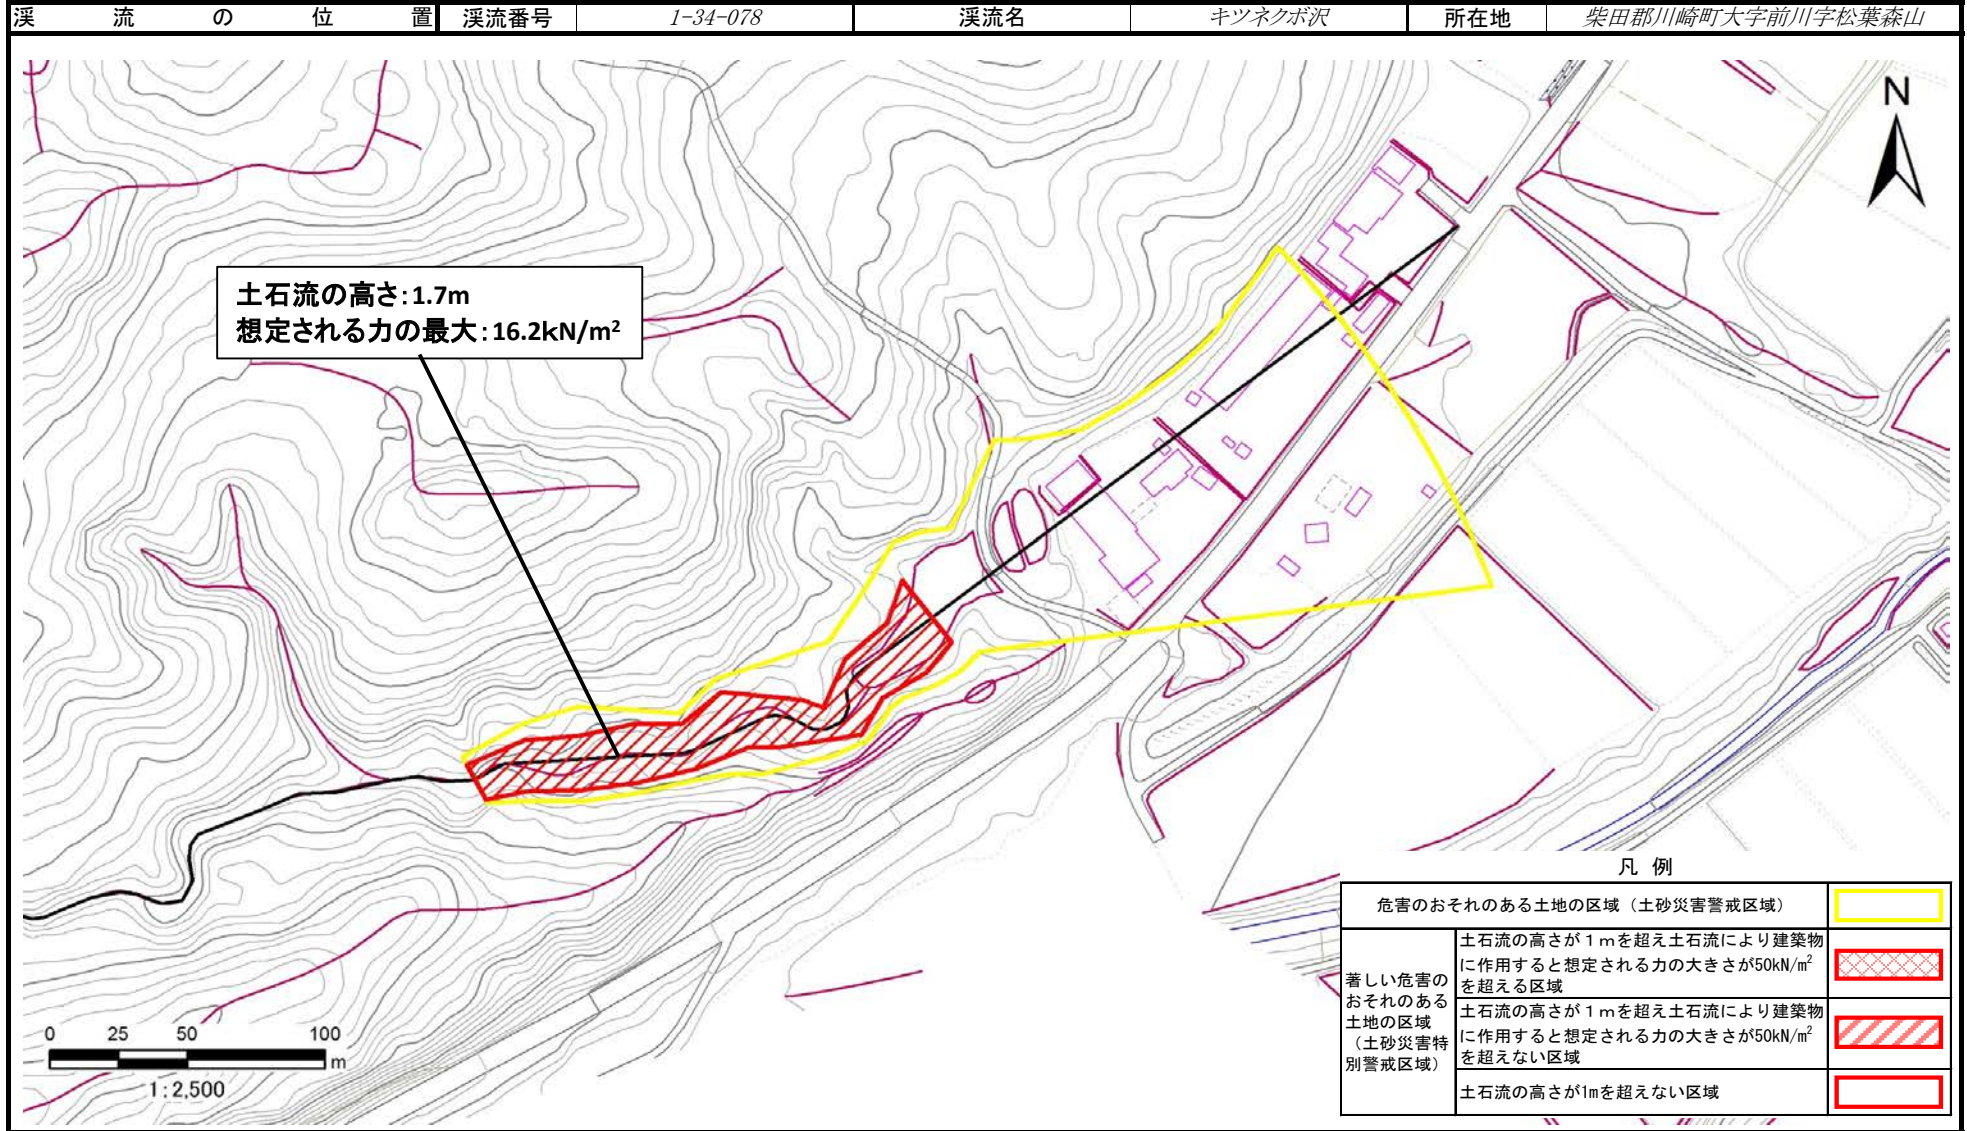 渓流の位置 渓流番号 1-34-078 渓流名 キツネクボ沢 所在地 柴田郡川崎町大字前川字松葉森山
N
土石流の高さ：1.7m
想定される力の最大：16.2kN/m²
凡 例
危害のおそれのある土地の区域（土砂災害警戒区域）
著しい危害の
おそれのある
土地の区域
（土砂災害特
別警戒区域）
土石流の高さが１ｍを超え土石流により建築物
に作用すると想定される力の大きさが50kN/m²
を超える区域
土石流の高さが１ｍを超え土石流により建築物
に作用すると想定される力の大きさが50kN/m²
を超えない区域
土石流の高さが1mを超えない区域
0 25 50 100
m
1:2,500